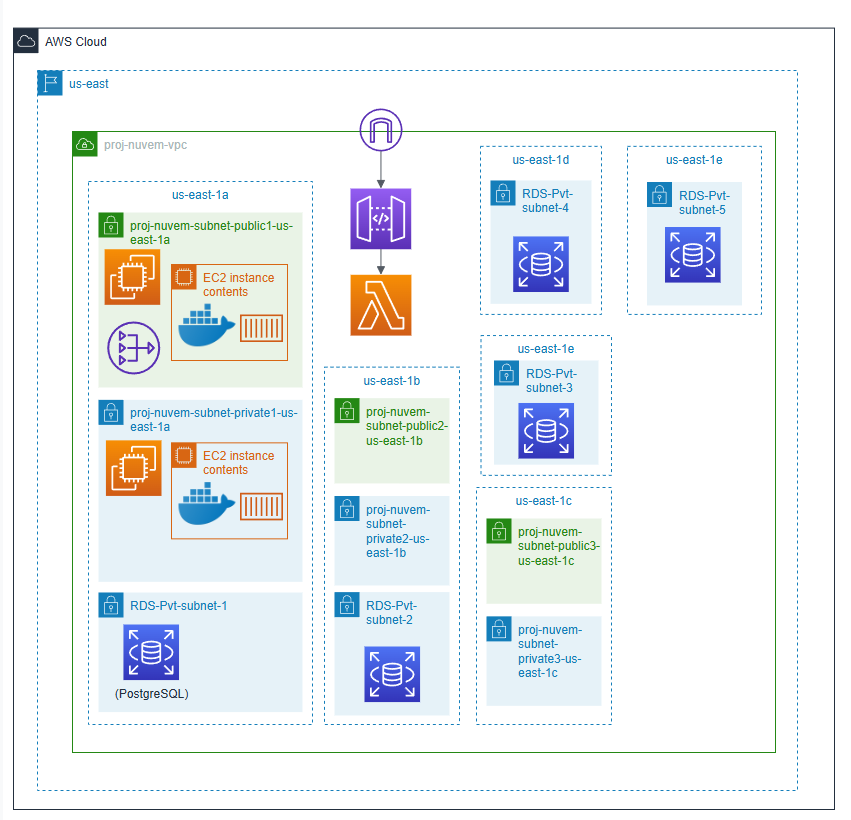 AWS Cloud
us-east
proj-nuvem-vpc
us-east-1a
proj-nuvem-subnet-public1-us-
east-1a
EC2 instance
contents
proj-nuvem-subnet-private1-us-
east-1a
EC2 instance
contents
RDS-Pvt-subnet-1
(PostgreSQL)
us-east-1b
proj-nuvem-
subnet-public2-
us-east-1b
proj-nuvem-
subnet-
private2-us-
east-1b
RDS-Pvt-
subnet-2
us-east-1d
RDS-Pvt-
subnet-4
us-east-1e
RDS-Pvt-
subnet-5
us-east-1e
RDS-Pvt-
subnet-3
us-east-1c
proj-nuvem-
subnet-public3-
us-east-1c
proj-nuvem-
subnet-
private3-us-
east-1c